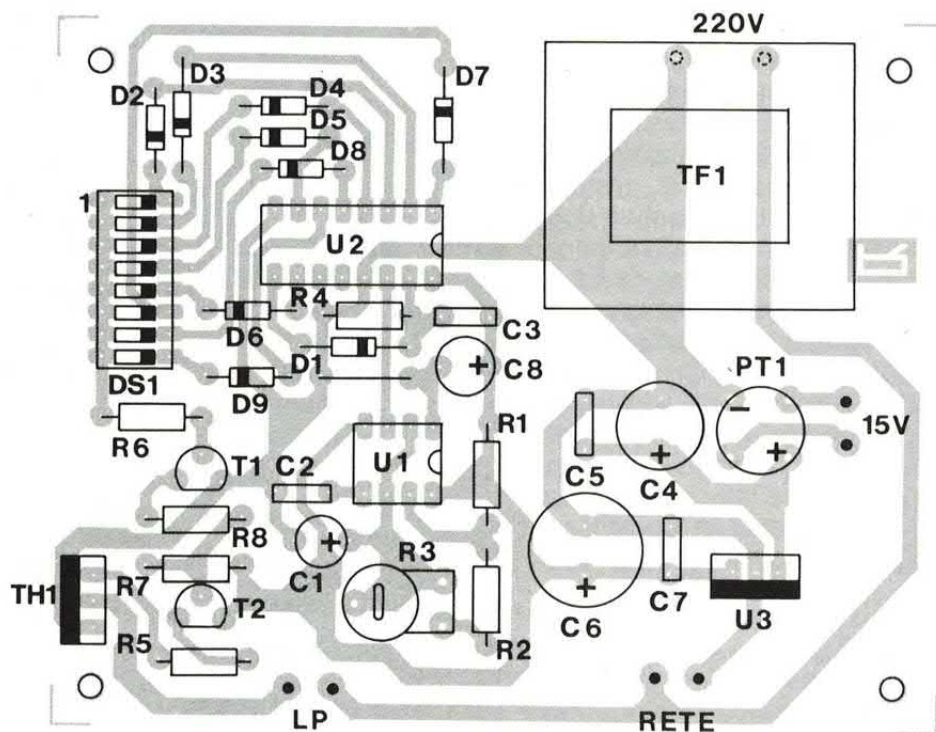 220V
D3
D7
D2
D4
D5
D8
TF1
1
U2
R4
D6
C3
D1
C8
PT1
DS1
D9
R1
15V
R6
T1
C2
U1
C5
C4
R8
R3
TH1
R7
C1
T2
C7
U3
R5
R2
C6
LP
RETE